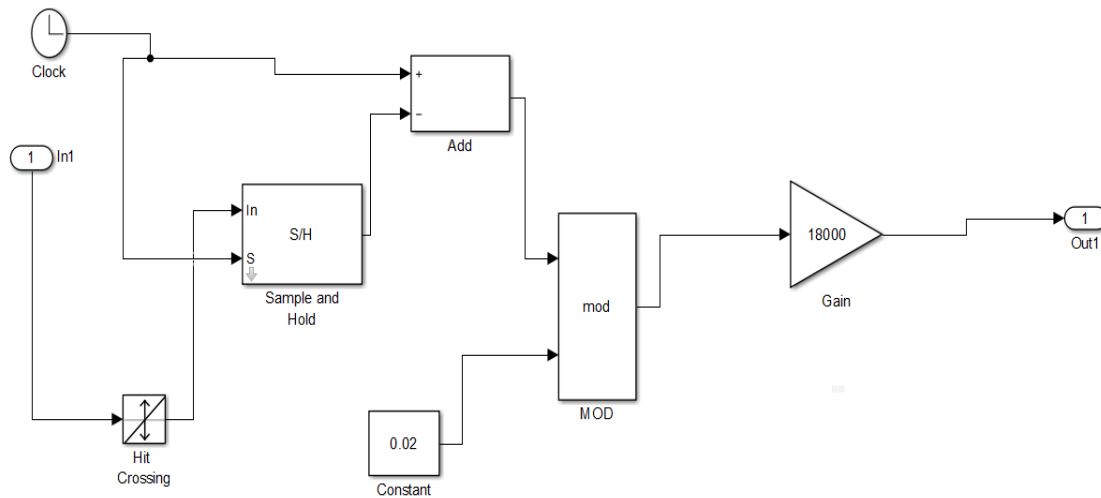 Clock
+
−
Add
1
In1
In
S/H
S
Sample and
Hold
mod
MOD
18000
Gain
1
Out1
Hit
Crossing
0.02
Constant